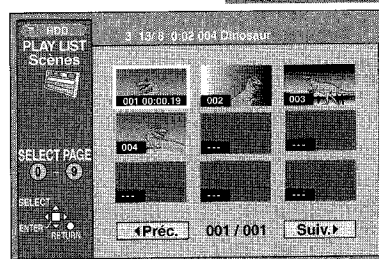 HDD
3 13/8 0:02 004 Dinosaur
PLAY LIST
Scenes
001 00:00.19 002 003
004 --- ---
--- --- ---
SELECT PAGE
0 9
SELECT
ENTER RETURN
Préc. 001 / 001 Suiv.